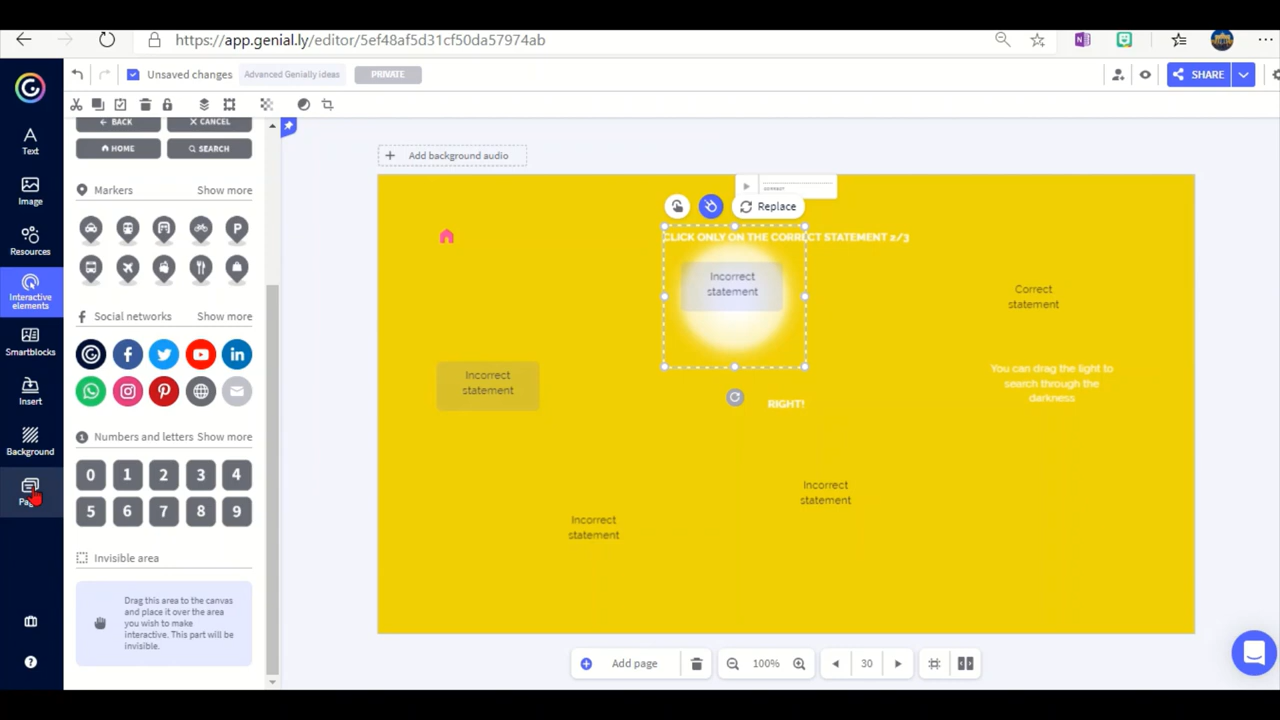 https://app.genial.ly/editor/5ef48af5d31cf50da57974ab
Unsaved changes
Advanced Genially ideas
PRIVATE
SHARE
Text
Image
Resources
Interactive
elements
Smartblocks
Insert
Background
BACK
CANCEL
HOME
SEARCH
Markers
Show more
P
Social networks
Show more
Numbers and letters
Show more
0 1 2 3 4
5 6 7 8 9
Invisible area
Drag this area to the canvas
and place it over the area
you wish to make
interactive. This part will be
invisible.
Add background audio
Replace
CLICK ONLY ON THE CORRECT STATEMENT 2/3
Incorrect
statement
Correct
statement
Incorrect
statement
You can drag the light to
search through the
darkness
RIGHT!
Incorrect
statement
Incorrect
statement
Add page
100%
30